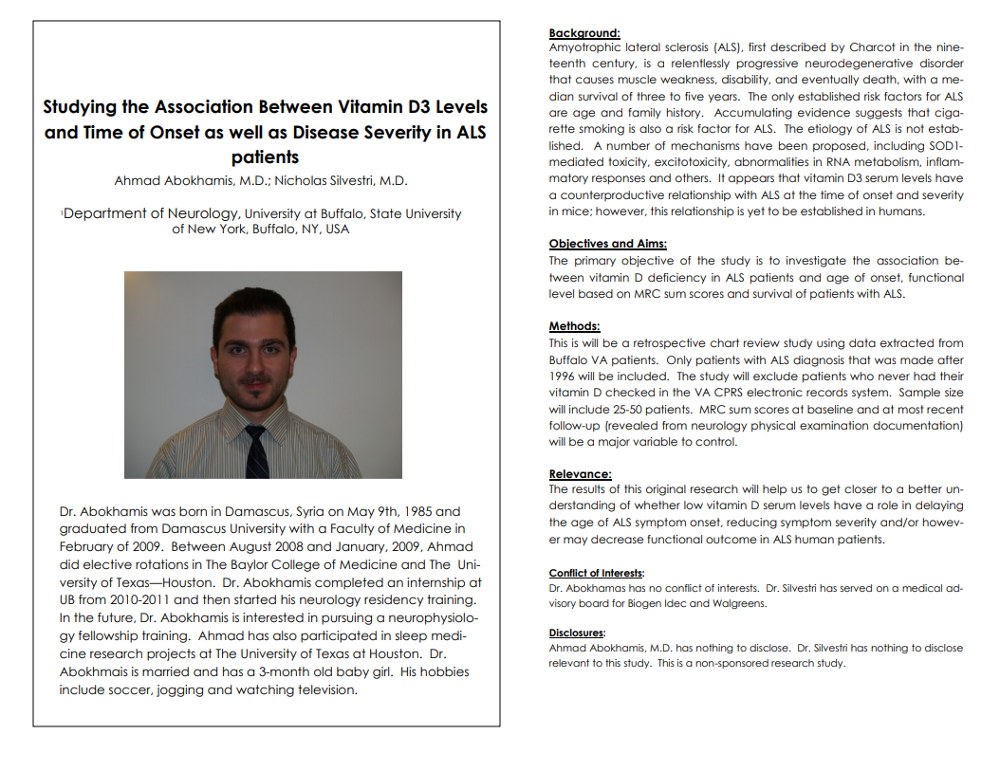 Studying the Association Between Vitamin D3 Levels
and Time of Onset as well as Disease Severity in ALS
patients
Ahmad Abokhamis, M.D.; Nicholas Silvestri, M.D.
¹Department of Neurology, University at Buffalo, State University
of New York, Buffalo, NY, USA
Dr. Abokhamis was born in Damascus, Syria on May 9th, 1985 and
graduated from Damascus University with a Faculty of Medicine in
February of 2009.  Between August 2008 and January, 2009, Ahmad
did elective rotations in The Baylor College of Medicine and The  Uni-
versity of Texas—Houston.  Dr. Abokhamis completed an internship at
UB from 2010-2011 and then started his neurology residency training.
In the future, Dr. Abokhamis is interested in pursuing a neurophysiolo-
gy fellowship training.  Ahmad has also participated in sleep medi-
cine research projects at The University of Texas at Houston.  Dr.
Abokhmais is married and has a 3-month old baby girl.  His hobbies
include soccer, jogging and watching television.
Background:
Amyotrophic lateral sclerosis (ALS), first described by Charcot in the nine-
teenth century, is a relentlessly progressive neurodegenerative disorder
that causes muscle weakness, disability, and eventually death, with a me-
dian survival of three to five years.  The only established risk factors for ALS
are age and family history.  Accumulating evidence suggests that ciga-
rette smoking is also a risk factor for ALS.  The etiology of ALS is not estab-
lished.  A number of mechanisms have been proposed, including SOD1-
mediated toxicity, excitotoxicity, abnormalities in RNA metabolism, inflam-
matory responses and others.  It appears that vitamin D3 serum levels have
a counterproductive relationship with ALS at the time of onset and severity
in mice; however, this relationship is yet to be established in humans.
Objectives and Aims:
The primary objective of the study is to investigate the association be-
tween vitamin D deficiency in ALS patients and age of onset, functional
level based on MRC sum scores and survival of patients with ALS.
Methods:
This is will be a retrospective chart review study using data extracted from
Buffalo VA patients.  Only patients with ALS diagnosis that was made after
1996 will be included.  The study will exclude patients who never had their
vitamin D checked in the VA CPRS electronic records system.  Sample size
will include 25-50 patients.  MRC sum scores at baseline and at most recent
follow-up (revealed from neurology physical examination documentation)
will be a major variable to control.
Relevance:
The results of this original research will help us to get closer to a better un-
derstanding of whether low vitamin D serum levels have a role in delaying
the age of ALS symptom onset, reducing symptom severity and/or howev-
er may decrease functional outcome in ALS human patients.
Conflict of Interests:
Dr. Abokhamas has no conflict of interests.  Dr. Silvestri has served on a medical ad-
visory board for Biogen Idec and Walgreens.
Disclosures:
Ahmad Abokhamis, M.D. has nothing to disclose.  Dr. Silvestri has nothing to disclose
relevant to this study.  This is a non-sponsored research study.